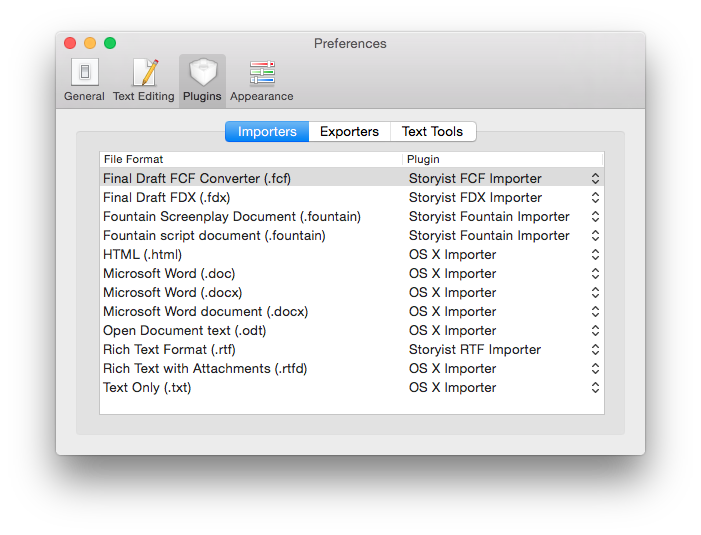 Preferences
General Text Editing Plugins Appearance
Importers Exporters Text Tools
File Format Plugin
Final Draft FCF Converter (.fcf) Storyist FCF Importer
Final Draft FDX (.fdx) Storyist FDX Importer
Fountain Screenplay Document (.fountain) Storyist Fountain Importer
Fountain script document (.fountain) Storyist Fountain Importer
HTML (.html) OS X Importer
Microsoft Word (.doc) OS X Importer
Microsoft Word (.docx) OS X Importer
Microsoft Word document (.docx) OS X Importer
Open Document text (.odt) OS X Importer
Rich Text Format (.rtf) Storyist RTF Importer
Rich Text with Attachments (.rtfd) OS X Importer
Text Only (.txt) OS X Importer